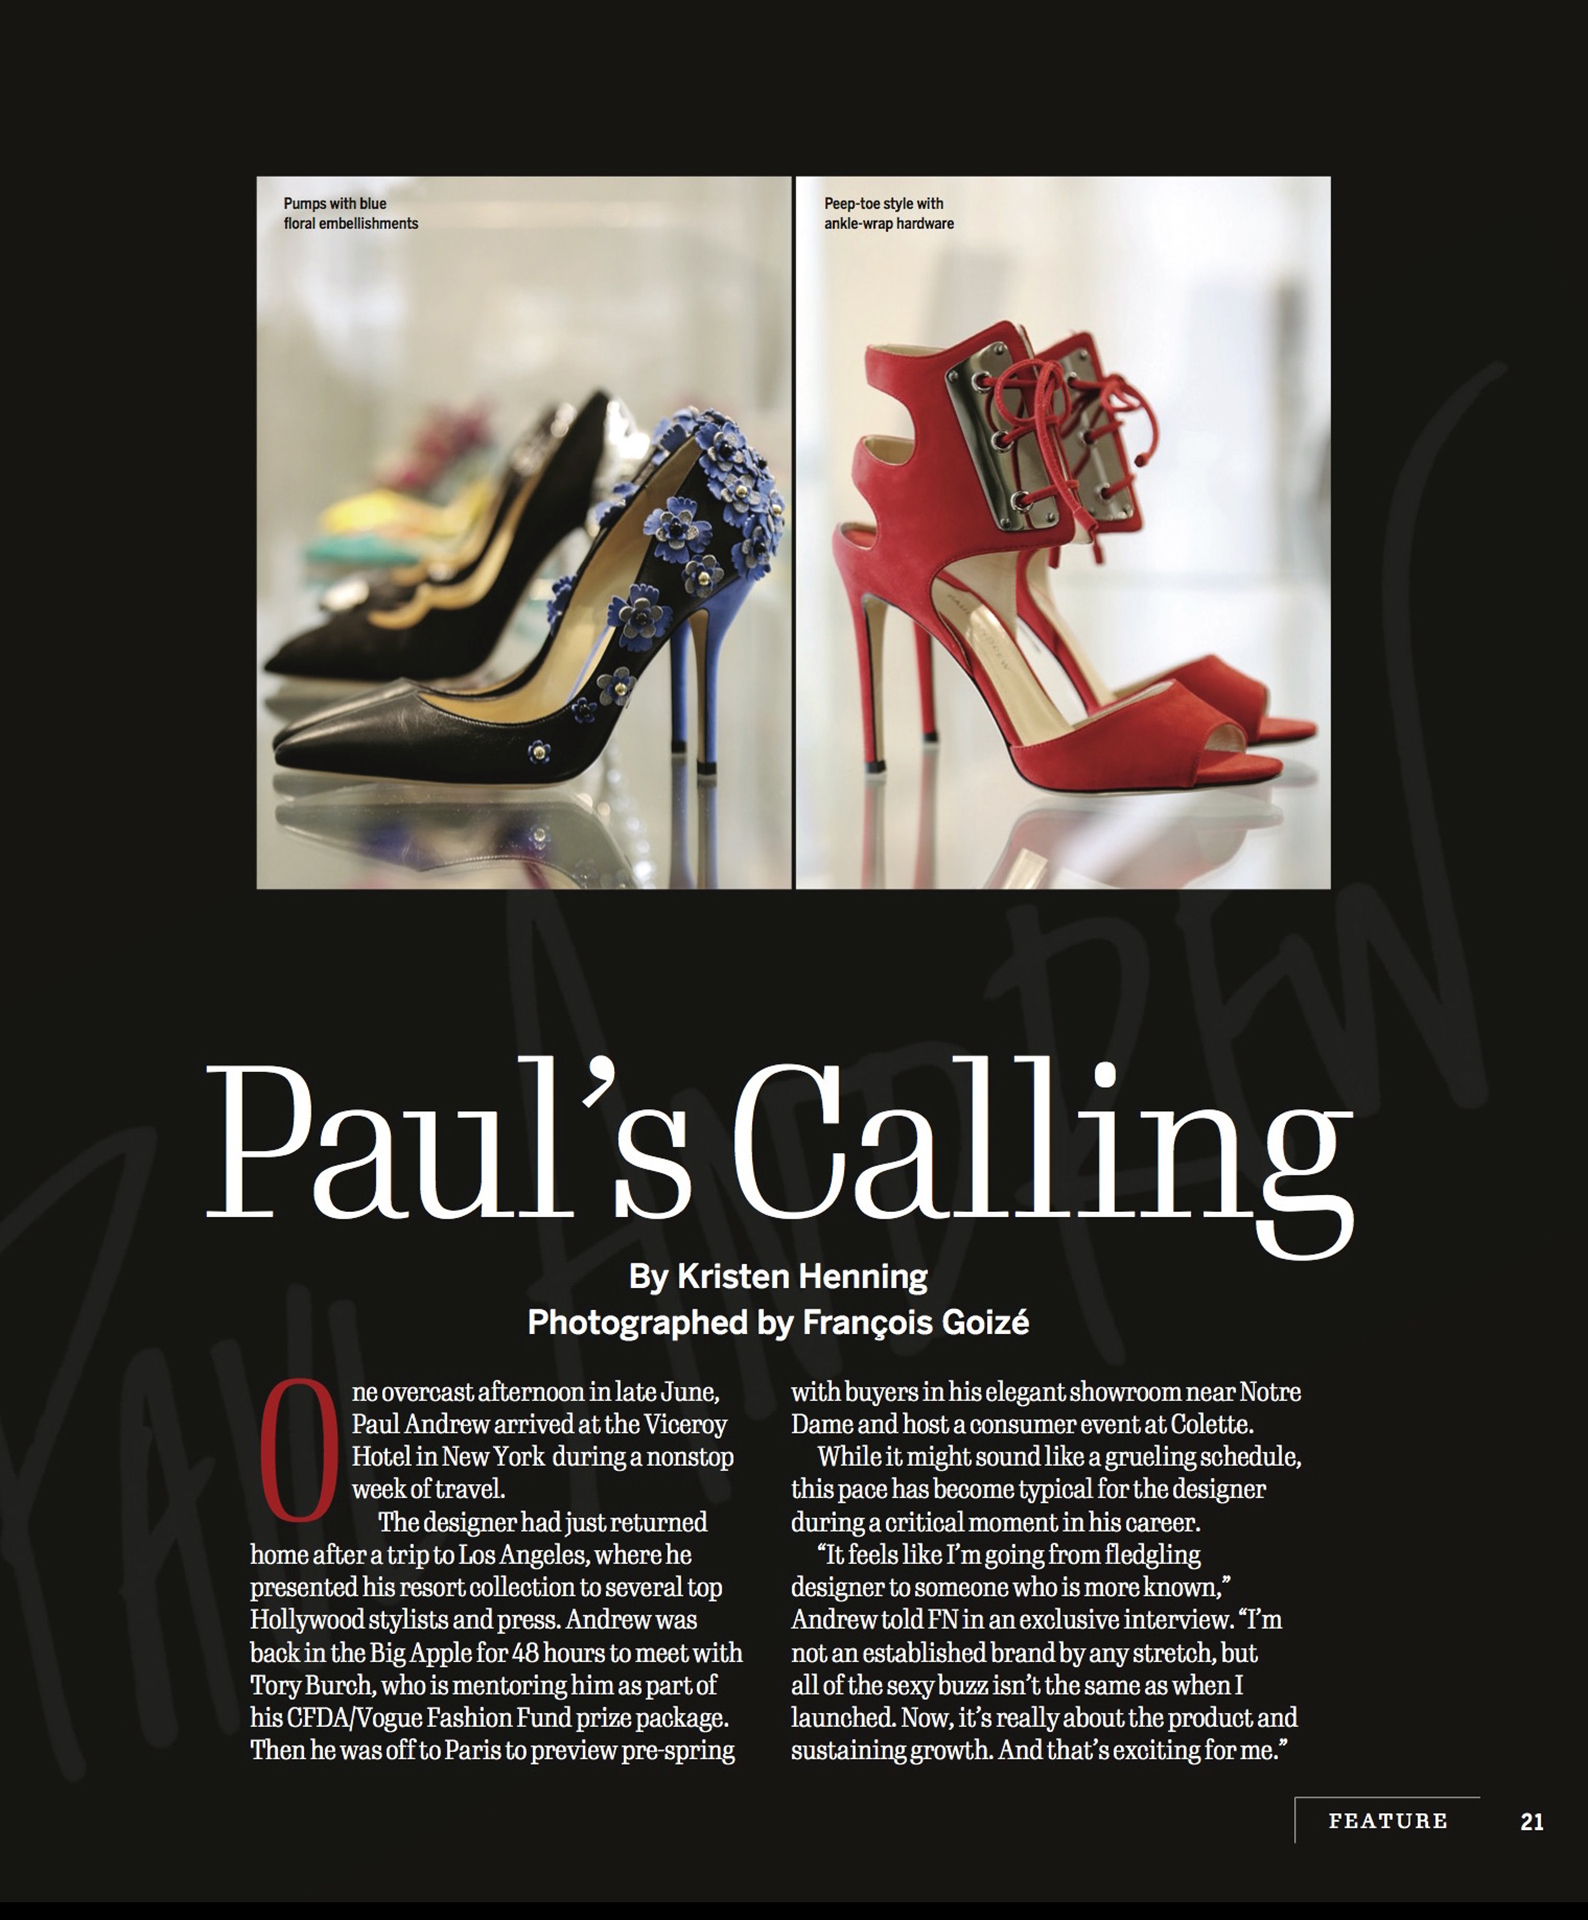 Pumps with blue
floral embellishments
Peep-toe style with
ankle-wrap hardware
PAUL ANDREW
Paul’s Calling
By Kristen Henning
Photographed by François Goizé
One overcast afternoon in late June,
Paul Andrew arrived at the Viceroy
Hotel in New York during a nonstop
week of travel.
The designer had just returned
home after a trip to Los Angeles, where he
presented his resort collection to several top
Hollywood stylists and press. Andrew was
back in the Big Apple for 48 hours to meet with
Tory Burch, who is mentoring him as part of
his CFDA/Vogue Fashion Fund prize package.
Then he was off to Paris to preview pre-spring
with buyers in his elegant showroom near Notre
Dame and host a consumer event at Colette.
While it might sound like a grueling schedule,
this pace has become typical for the designer
during a critical moment in his career.
“It feels like I’m going from fledgling
designer to someone who is more known,”
Andrew told FN in an exclusive interview. “I’m
not an established brand by any stretch, but
all of the sexy buzz isn’t the same as when I
launched. Now, it’s really about the product and
sustaining growth. And that’s exciting for me.”
FEATURE 21